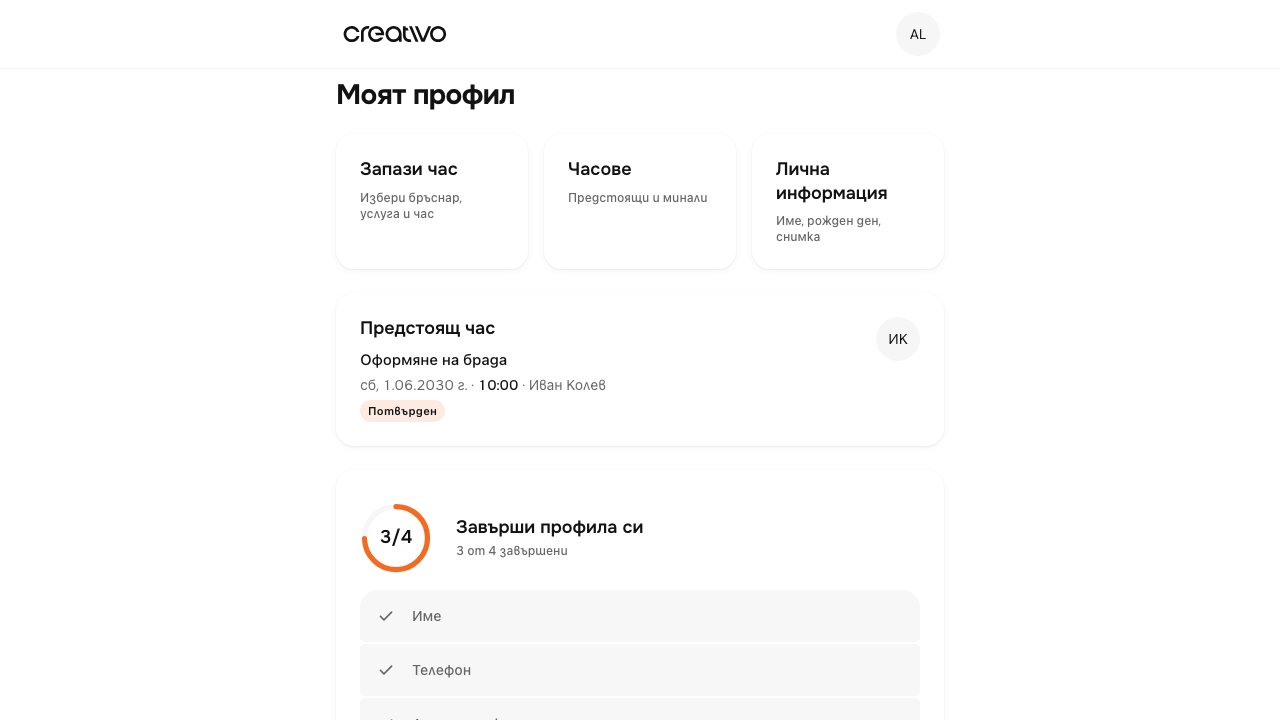 creativo
AL
Моят профил
Запази час
Избери бръснар,
услуга и час
Часове
Предстоящи и минали
Лична
информация
Име, рожден ден,
снимка
Предстоящ час
ИК
Оформяне на брада
сб, 1.06.2030 г. · 10:00 · Иван Колев
Потвърден
3/4
Завърши профила си
3 от 4 завършени
Име
Телефон